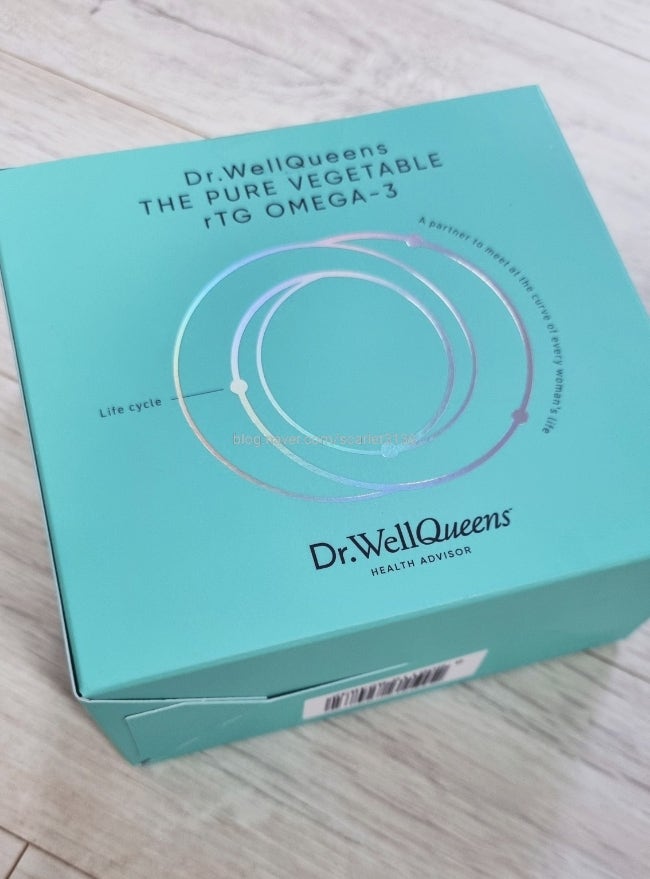 Dr.WellQueens
THE PURE VEGETABLE
rTG OMEGA-3
A partner to meet at the curve of every woman's life
Life cycle
Dr.WellQueens
HEALTH ADVISOR